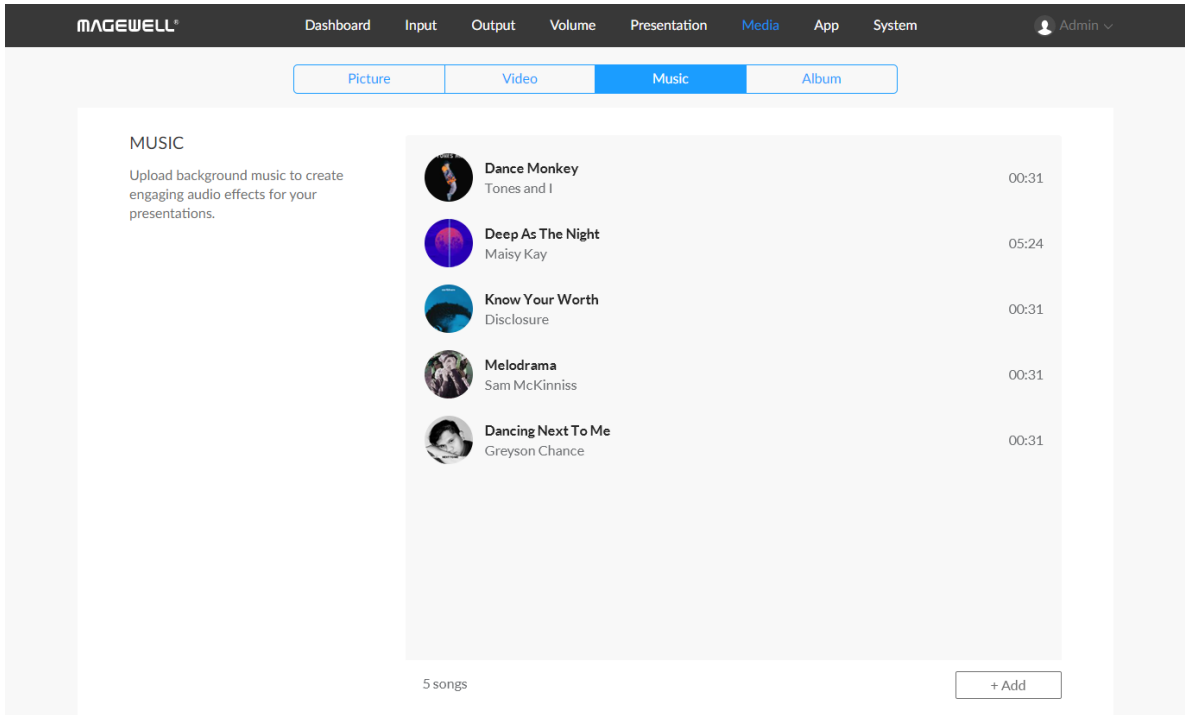 MAGEWELL®
Dashboard Input Output Volume Presentation Media App System Admin
Picture Video Music Album
MUSIC
Upload background music to create
engaging audio effects for your
presentations.
Dance Monkey
Tones and I
00:31
Deep As The Night
Maisy Kay
05:24
Know Your Worth
Disclosure
00:31
Melodrama
Sam McKinniss
00:31
Dancing Next To Me
Greyson Chance
00:31
5 songs
+ Add